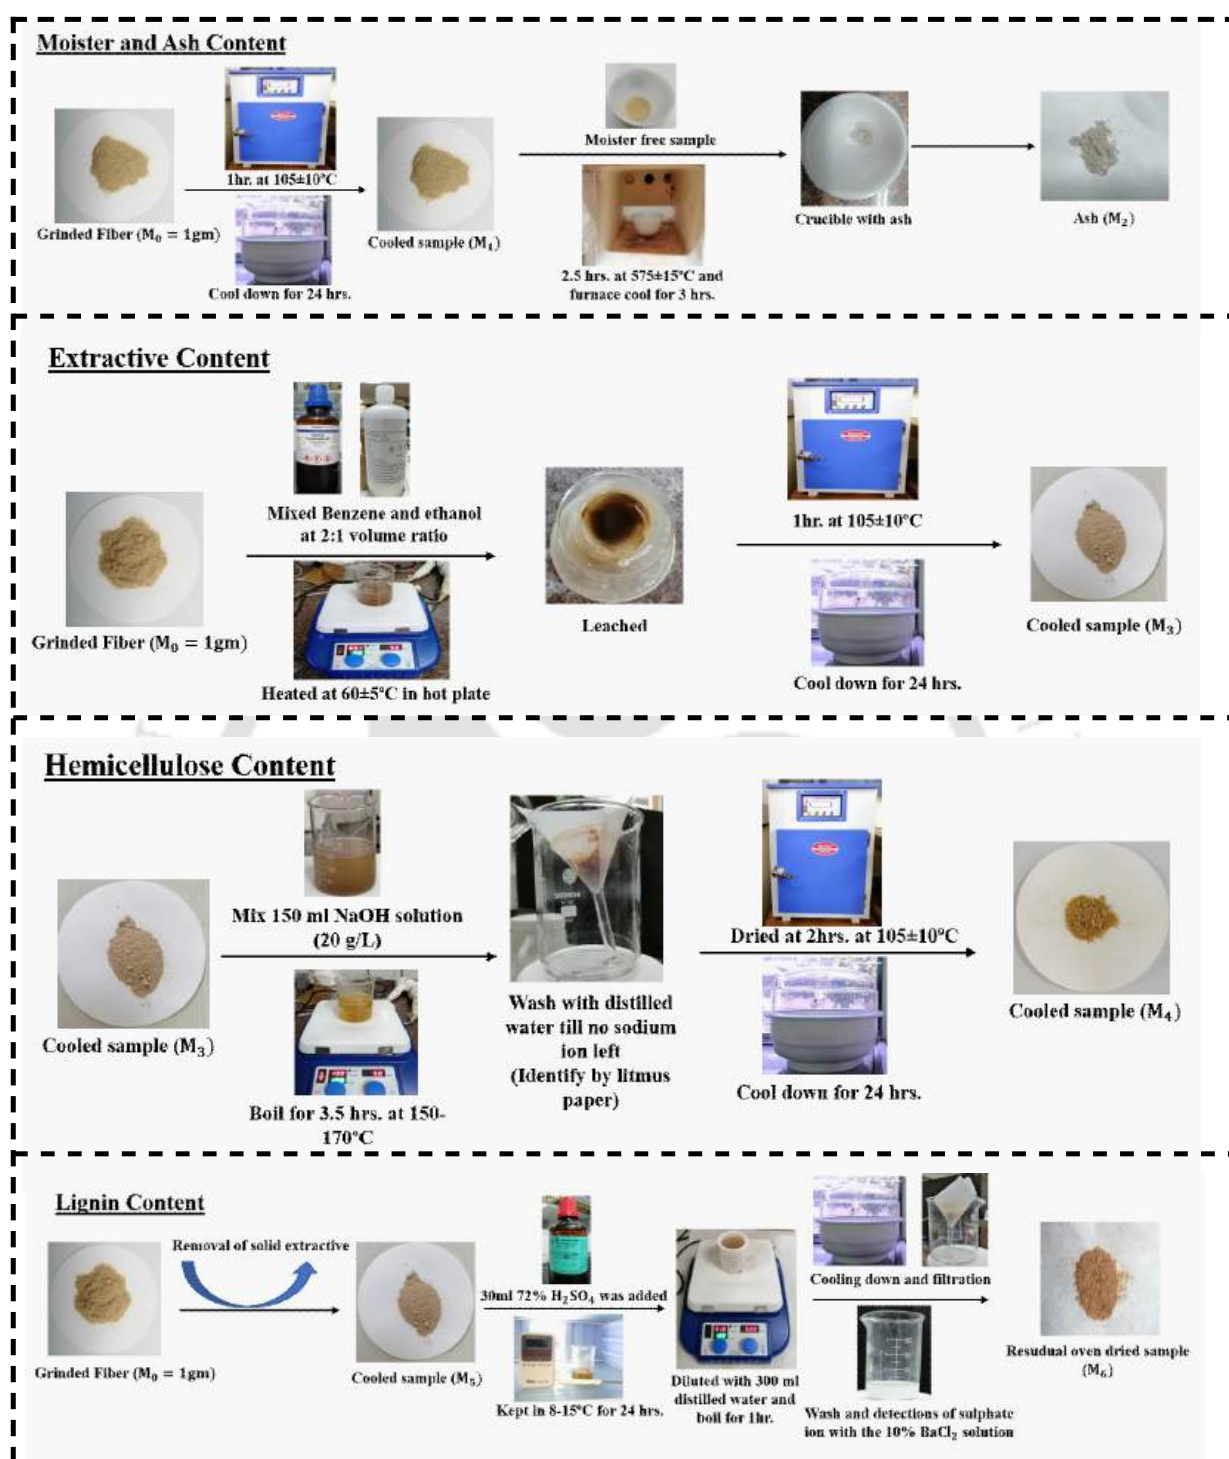 Moister and Ash Content
Moister free sample
1hr. at 105±10°C
Grinded Fiber (M₀ = 1gm)
Cooled sample (M₁)
Crucible with ash
Ash (M₂)
2.5 hrs. at 575±15°C and
furnace cool for 3 hrs.
Cool down for 24 hrs.
Extractive Content
Mixed Benzene and ethanol
at 2:1 volume ratio
1hr. at 105±10°C
Grinded Fiber (M₀ = 1gm)
Leached
Cooled sample (M₃)
Heated at 60±5°C in hot plate
Cool down for 24 hrs.
Hemicellulose Content
Mix 150 ml NaOH solution
(20 g/L)
Dried at 2hrs. at 105±10°C
Cooled sample (M₃)
Wash with distilled
water till no sodium
ion left
(Identify by litmus
paper)
Cooled sample (M₄)
Boil for 3.5 hrs. at 150-
170°C
Cool down for 24 hrs.
Lignin Content
Removal of solid extractive
30ml 72% H₂SO₄ was added
Cooling down and filtration
Grinded Fiber (M₀ = 1gm)
Cooled sample (M₅)
Kept in 8-15°C for 24 hrs.
Diluted with 300 ml
distilled water and
boil for 1hr.
Wash and detections of sulphate
ion with the 10% BaCl₂ solution
Resudual oven dried sample
(M₆)